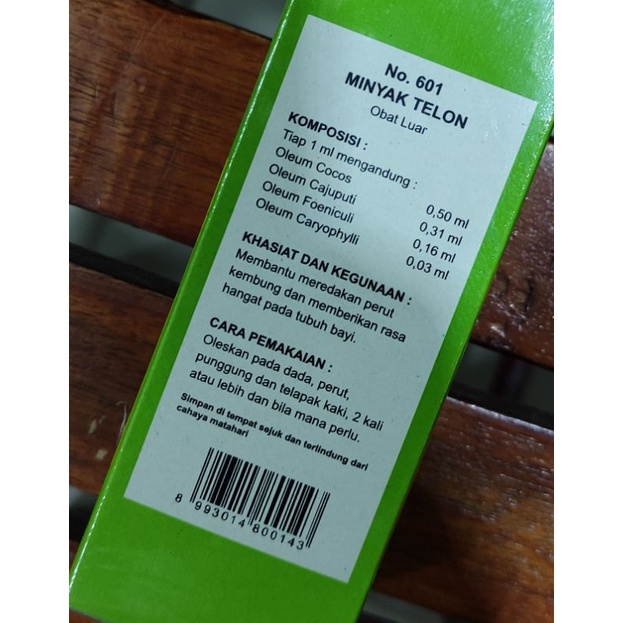 No. 601
MINYAK TELON
Obat Luar
KOMPOSISI :
Tiap 1 ml mengandung :
Oleum Cocos 0,50 ml
Oleum Cajuputi 0,31 ml
Oleum Foeniculi 0,16 ml
Oleum Caryophylli 0,03 ml
KHASIAT DAN KEGUNAAN :
Membantu meredakan perut
kembung dan memberikan rasa
hangat pada tubuh bayi.
CARA PEMAKAIAN :
Oleskan pada dada, perut,
punggung dan telapak kaki, 2 kali
atau lebih dan bila mana perlu.
Simpan di tempat sejuk dan terlindung dari
cahaya matahari
8 993014 800143